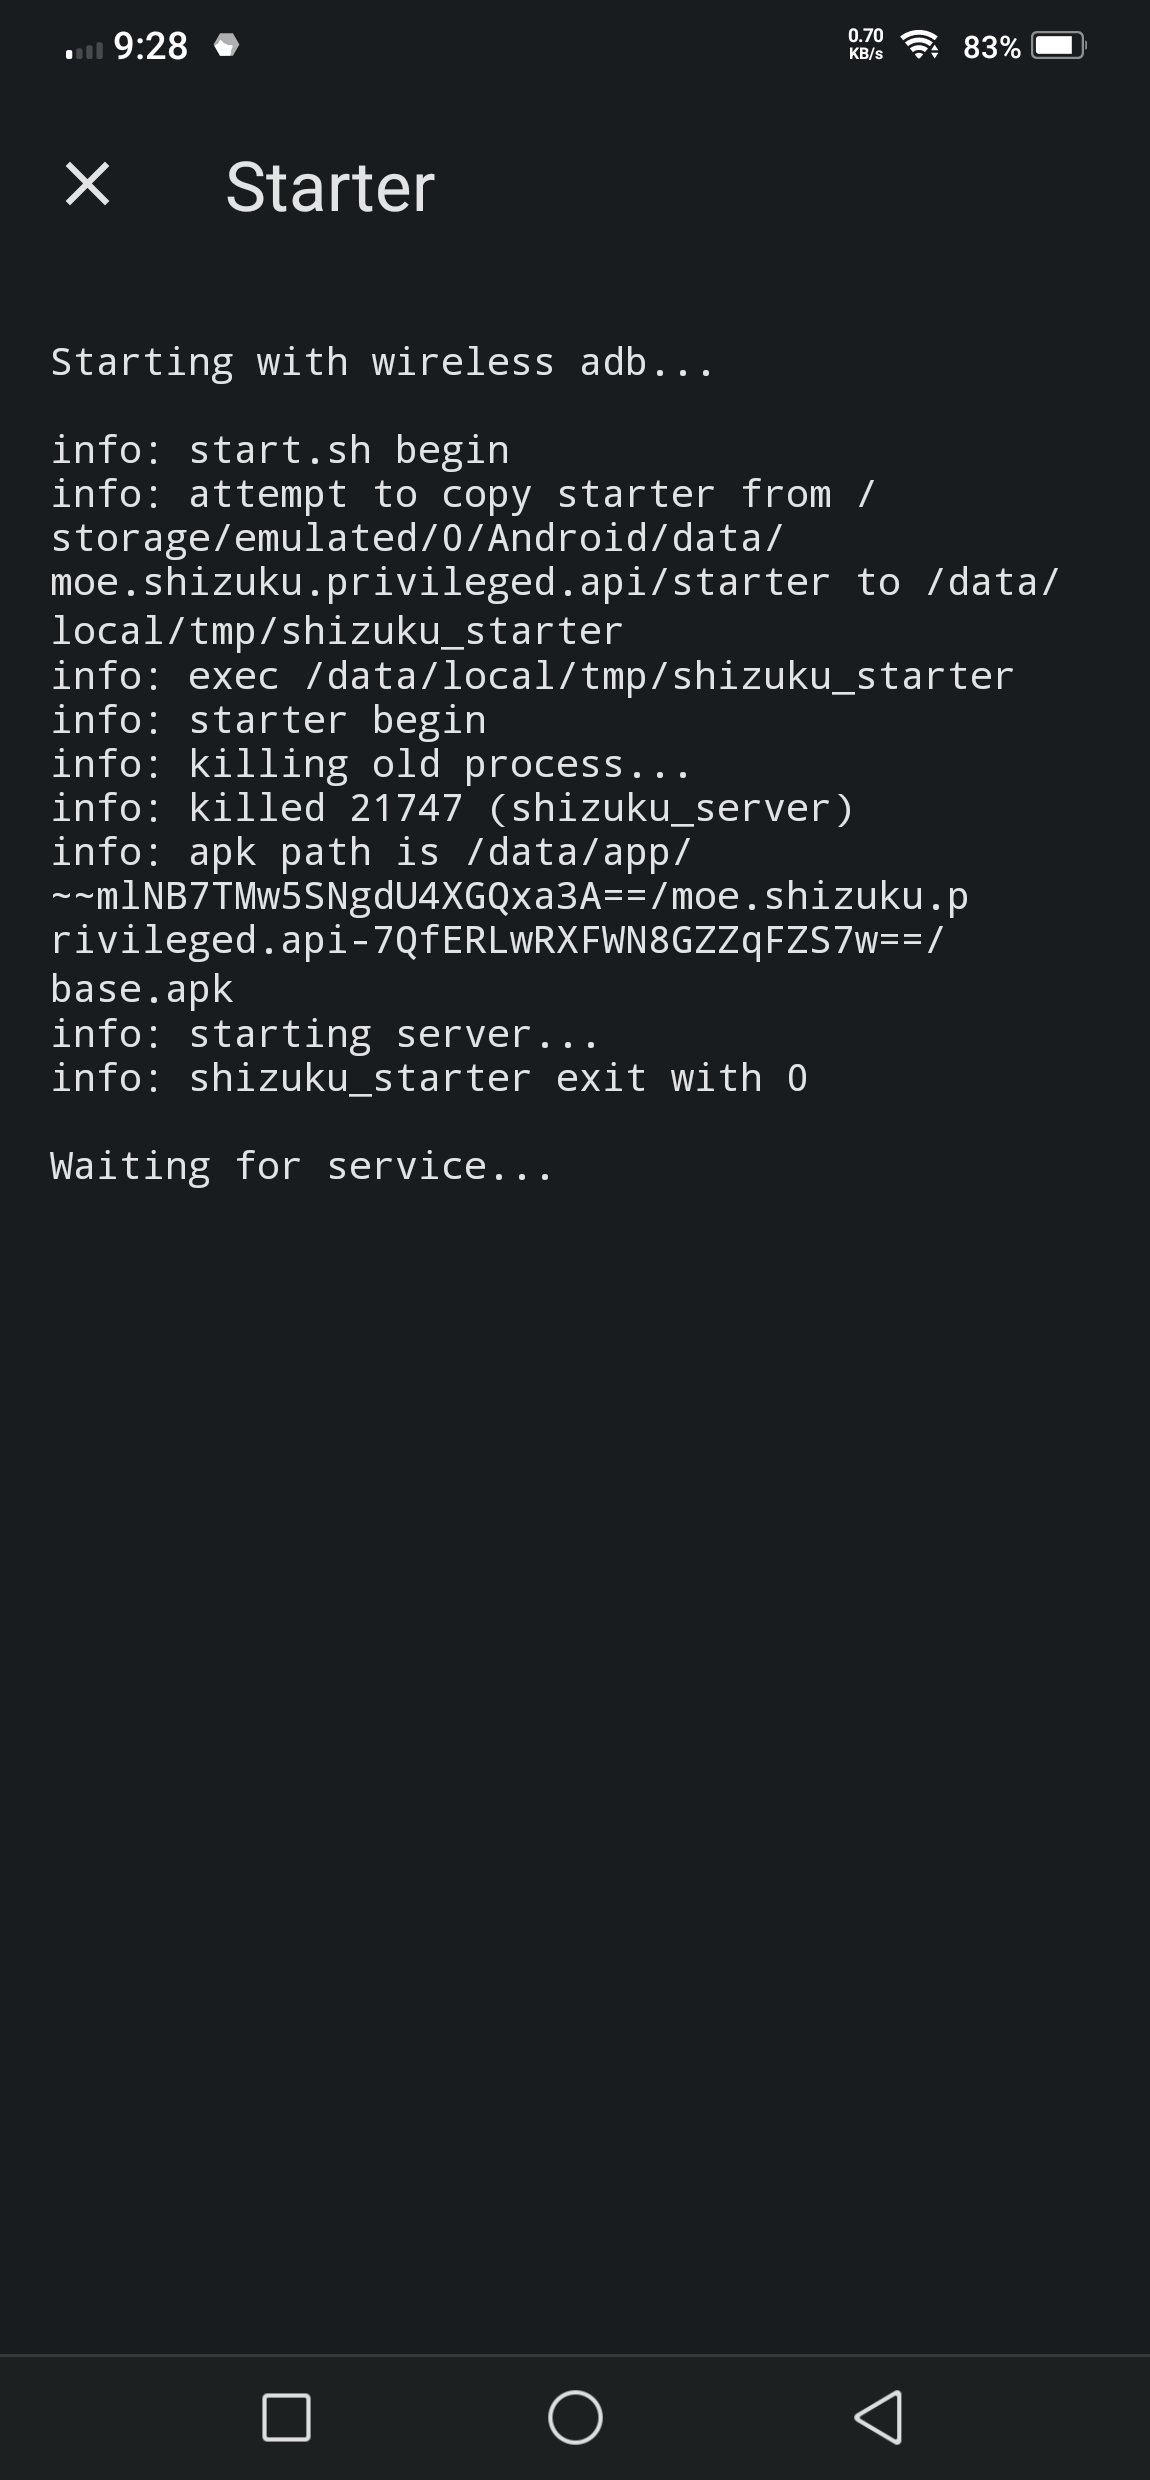 9:28
0.70
KB/s
83%
Starter
Starting with wireless adb...
info: start.sh begin
info: attempt to copy starter from /
storage/emulated/0/Android/data/
moe.shizuku.privileged.api/starter to /data/
local/tmp/shizuku_starter
info: exec /data/local/tmp/shizuku_starter
info: starter begin
info: killing old process...
info: killed 21747 (shizuku_server)
info: apk path is /data/app/
~~mlNB7TMw5SNgdU4XGQxa3A==/moe.shizuku.p
rivileged.api-7QfERLwRXFWN8GZZqFZS7w==/
base.apk
info: starting server...
info: shizuku_starter exit with 0
Waiting for service...